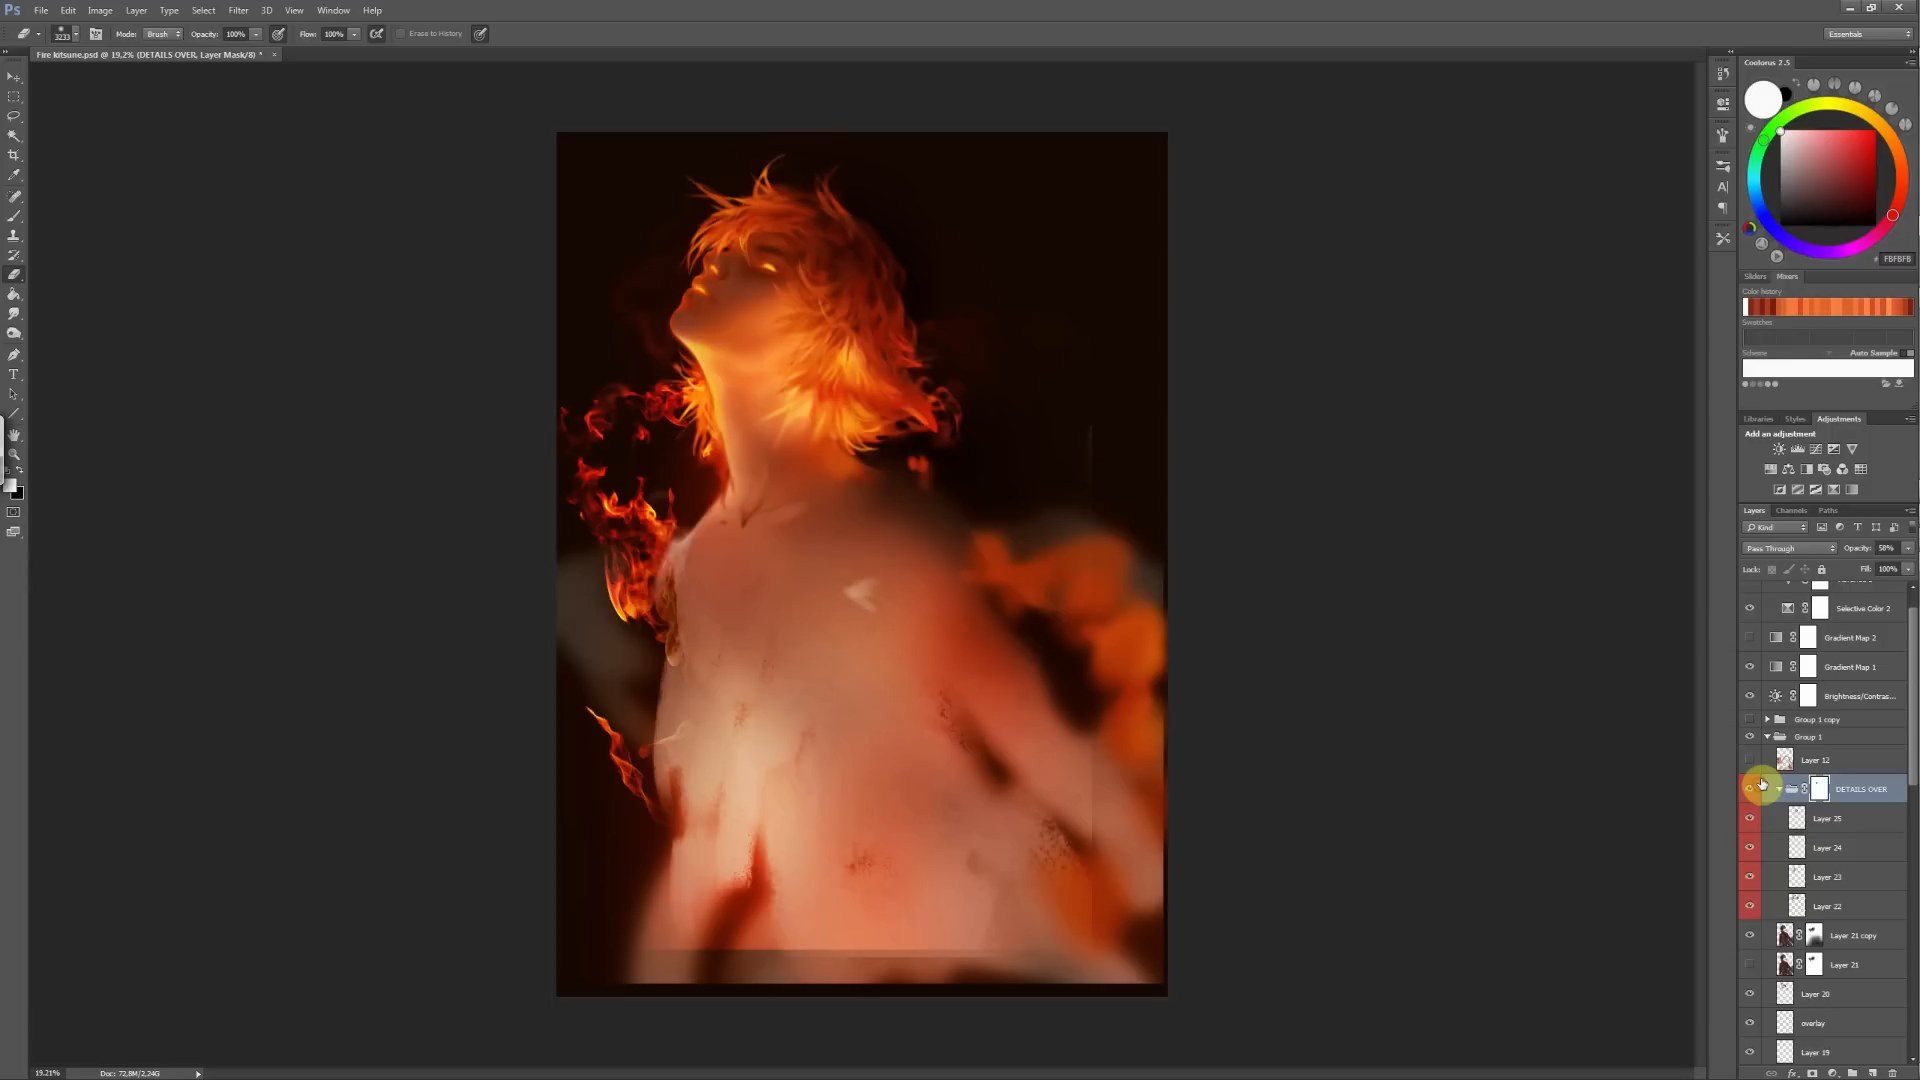 Ps File Edit Image Layer Type Select Filter 3D View Window Help
3233 Mode: Brush Opacity: 100% Flow: 100% Erase to History Essentials
Fire kitsune.psd @ 19,2% (DETAILS OVER, Layer Mask/8) *
Coolorus 2.5
FBFBFB
Sliders Mixers
Color history
Swatches
Scheme Auto Sample
Libraries Styles Adjustments
Add an adjustment
Layers Channels Paths
Kind
Pass Through Opacity: 58%
Lock: Fill: 100%
Selective Color 2
Gradient Map 2
Gradient Map 1
Brightness/Contras...
Group 1 copy
Group 1
Layer 12
DETAILS OVER
Layer 25
Layer 24
Layer 23
Layer 22
Layer 21 copy
Layer 21
Layer 20
overlay
Layer 19
19.21% Doc: 72,8M/2,24G